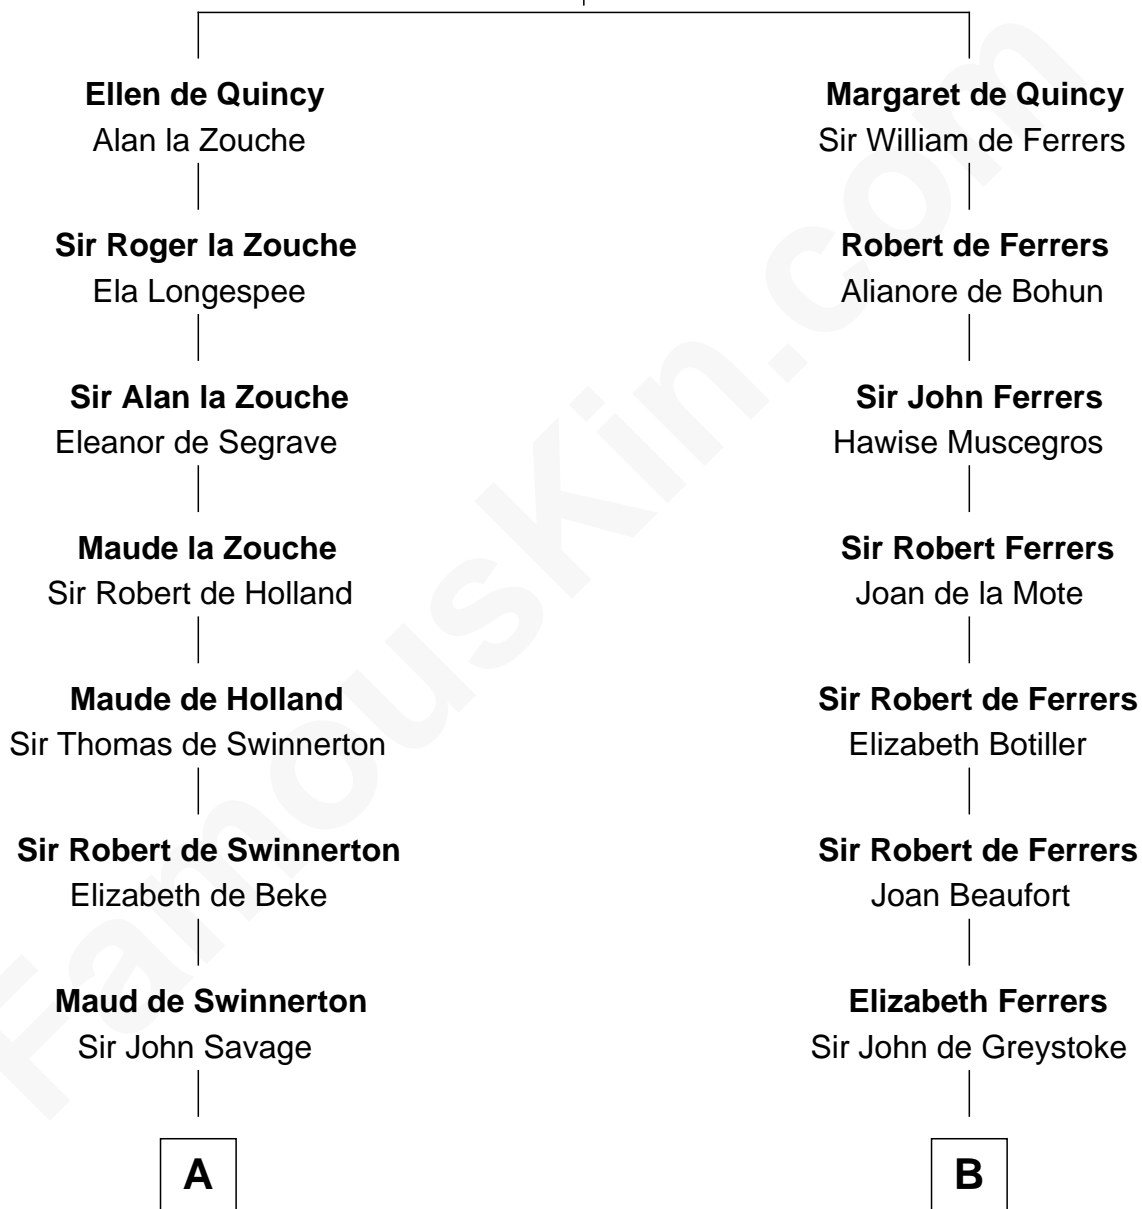 Ellen de Quincy
Alan la Zouche
Sir Roger la Zouche
Ela Longespee
Sir Alan la Zouche
Eleanor de Segrave
Maude la Zouche
Sir Robert de Holland
Maude de Holland
Sir Thomas de Swinnerton
Sir Robert de Swinnerton
Elizabeth de Beke
Maud de Swinnerton
Sir John Savage
A
Margaret de Quincy
Sir William de Ferrers
Robert de Ferrers
Alianore de Bohun
Sir John Ferrers
Hawise Muscegros
Sir Robert Ferrers
Joan de la Mote
Sir Robert de Ferrers
Elizabeth Botiller
Sir Robert de Ferrers
Joan Beaufort
Elizabeth Ferrers
Sir John de Greystoke
B
FamousKin.com